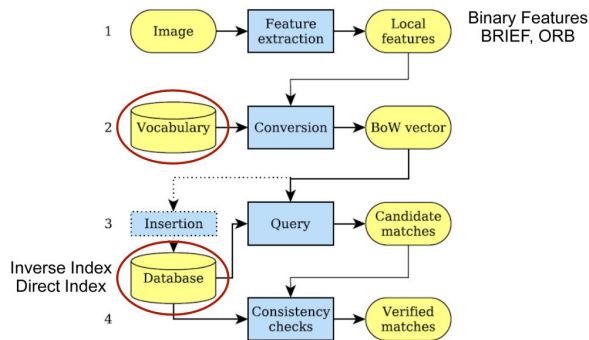 1
Image
Feature
extraction
Local
features
Binary Features
BRIEF, ORB
2
Vocabulary
Conversion
BoW vector
3
Insertion
Query
Candidate
matches
Inverse Index
Direct Index
Database
4
Consistency
checks
Verified
matches